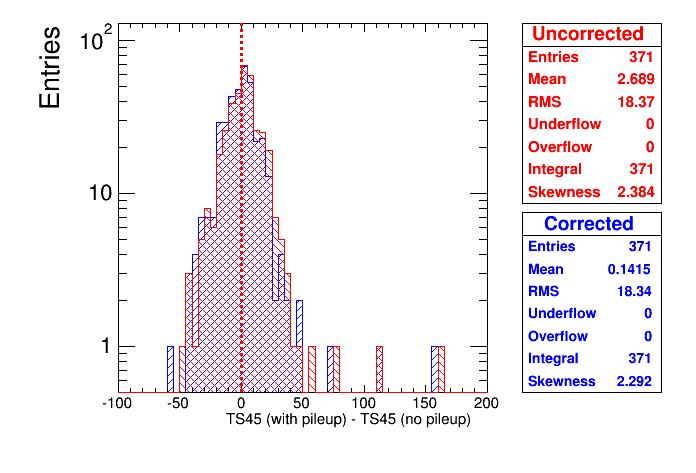 Entries
10²
10
1
-100 -50 0 50 100 150 200
TS45 (with pileup) - TS45 (no pileup)
Uncorrected
Entries 371
Mean 2.689
RMS 18.37
Underflow 0
Overflow 0
Integral 371
Skewness 2.384
Corrected
Entries 371
Mean 0.1415
RMS 18.34
Underflow 0
Overflow 0
Integral 371
Skewness 2.292